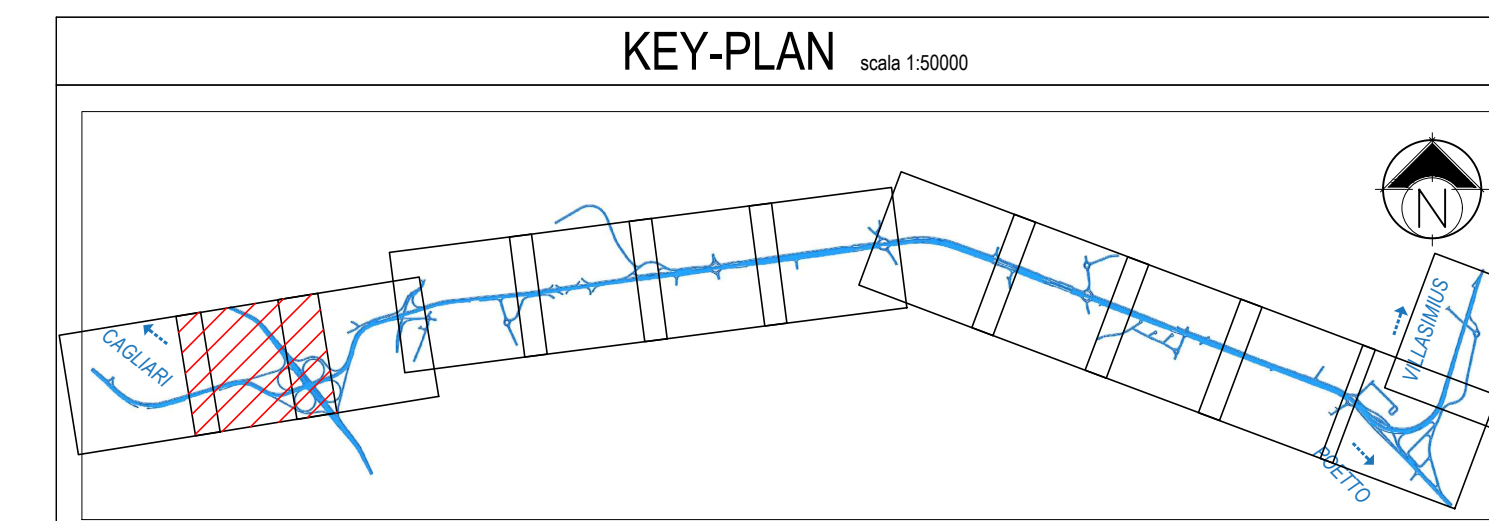 KEY-PLAN scala 1:50000
N
CAGLIARI
VILLASIMIUS
POETTO